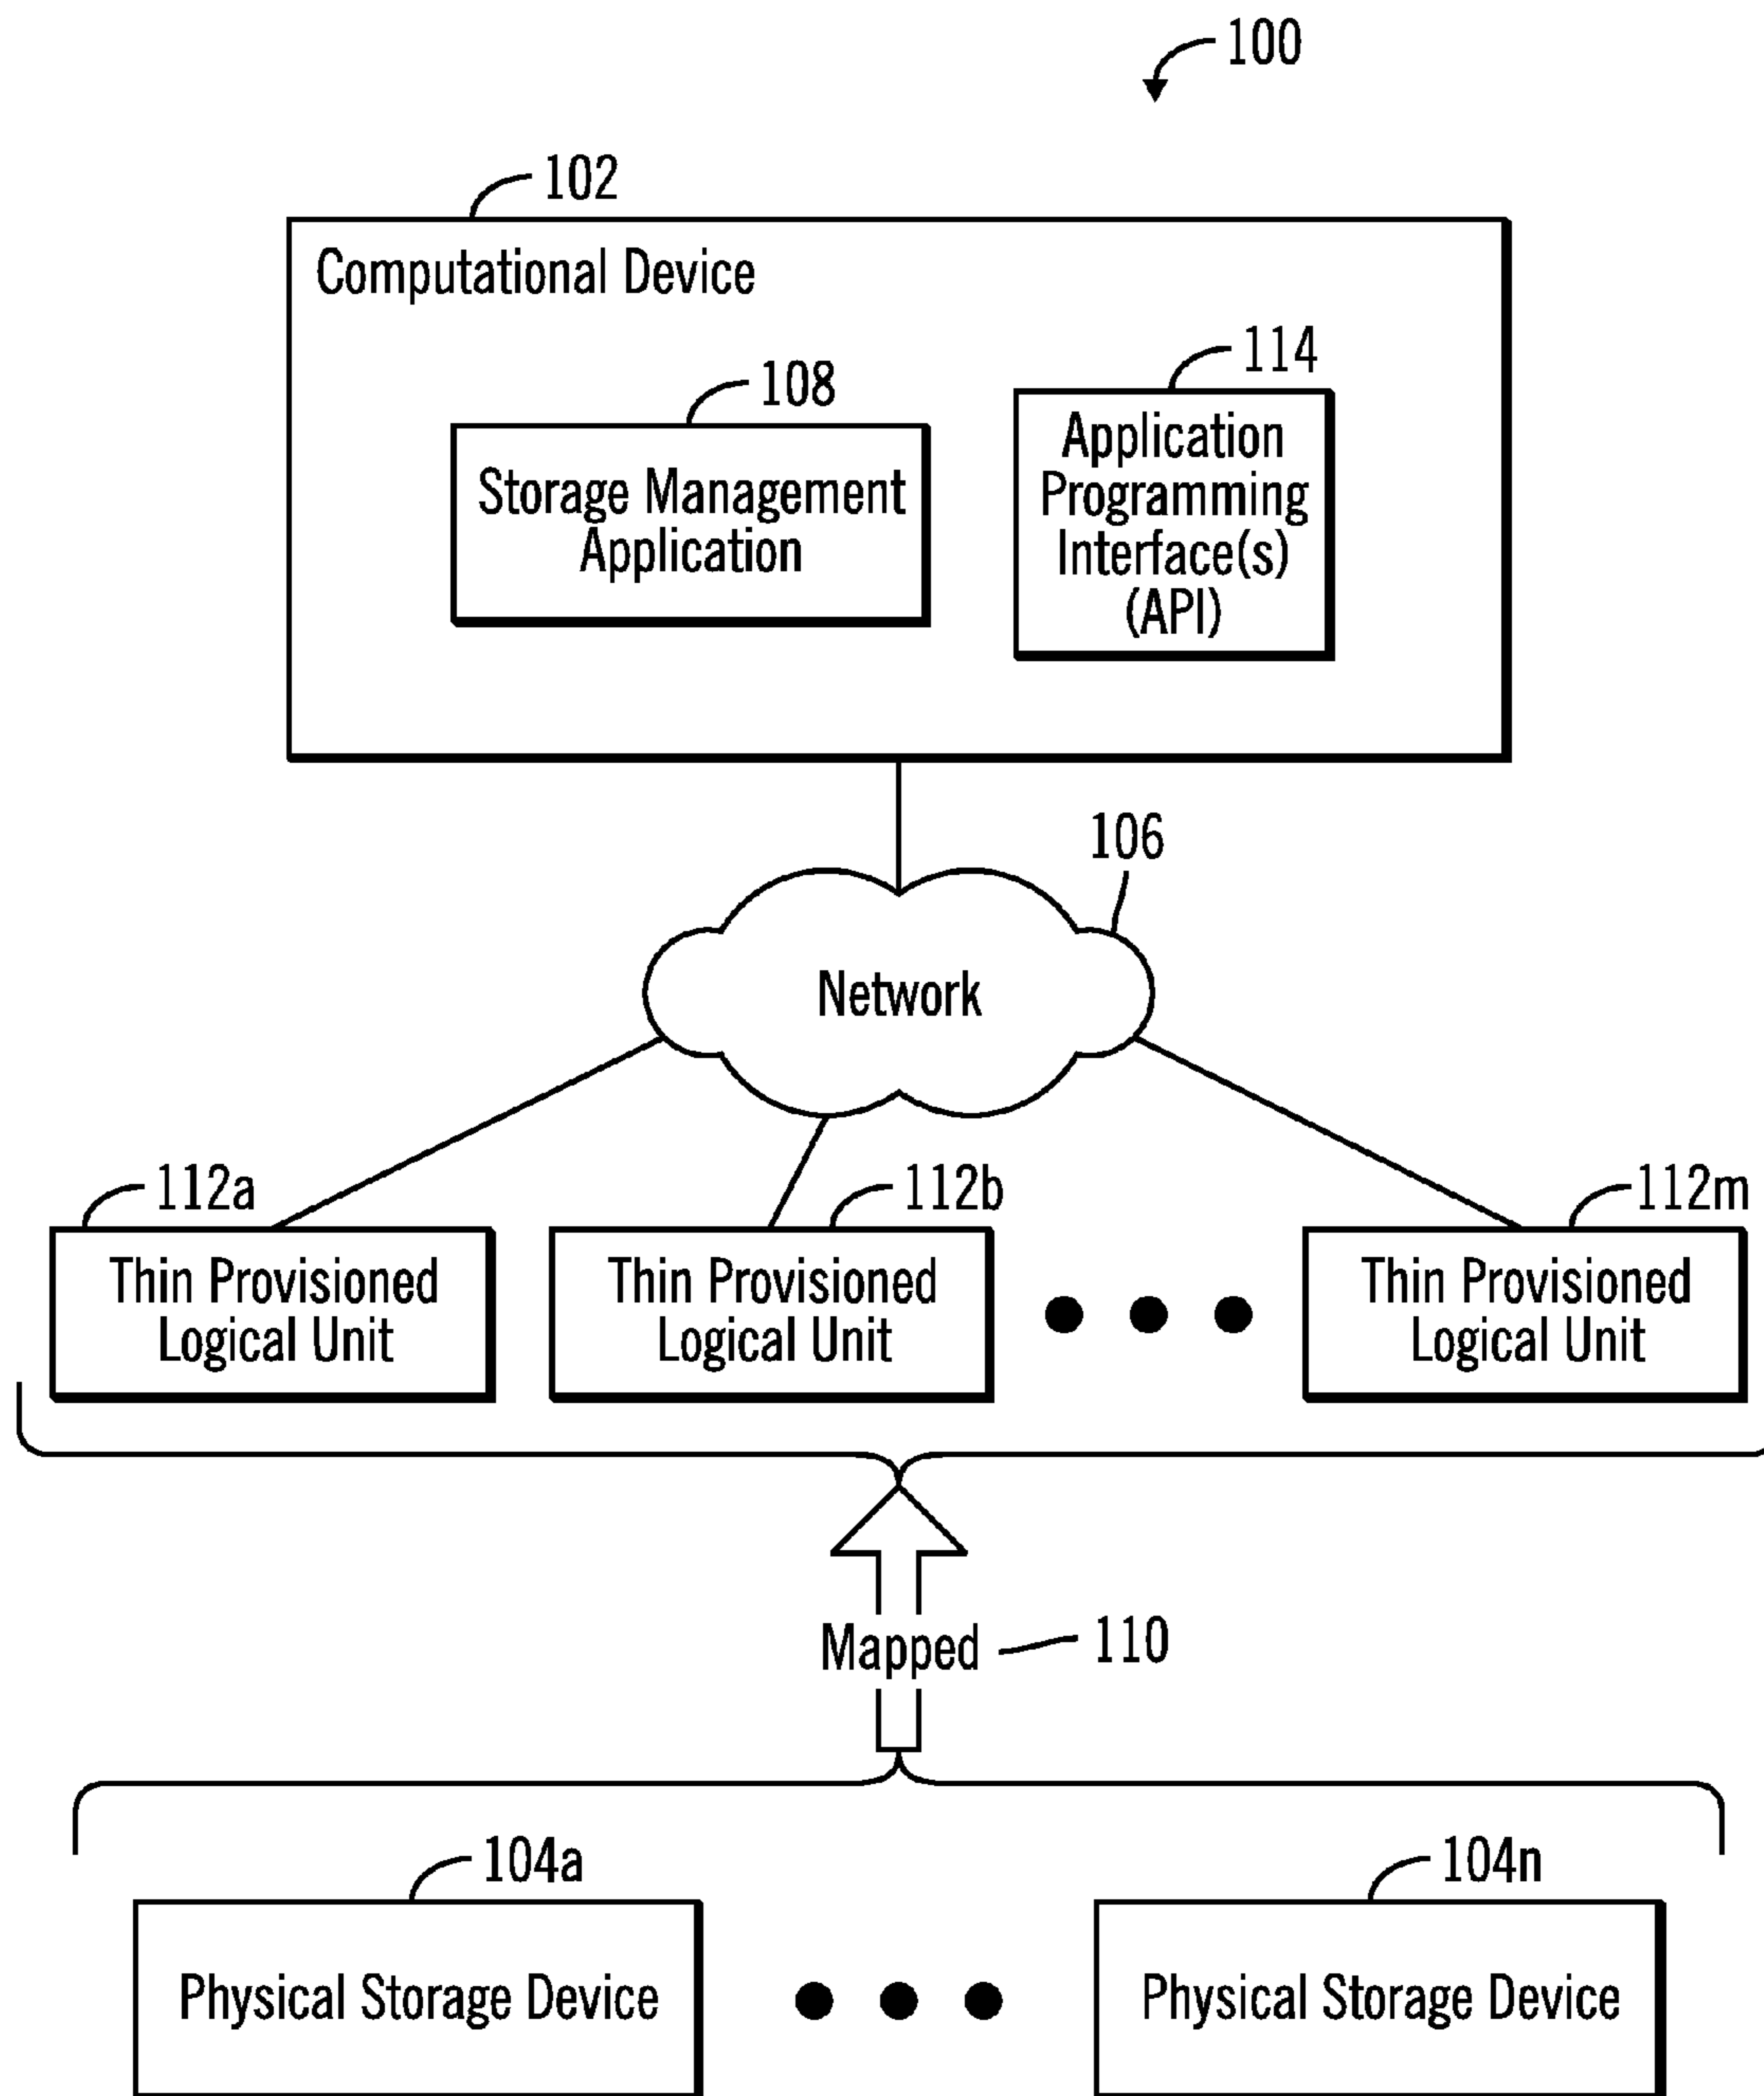 100
102
Computational Device
108
114
Storage Management
Application
Application
Programming
Interface(s)
(API)
106
Network
112a
112b
112m
Thin Provisioned
Logical Unit
Thin Provisioned
Logical Unit
Thin Provisioned
Logical Unit
Mapped
110
104a
104n
Physical Storage Device
Physical Storage Device